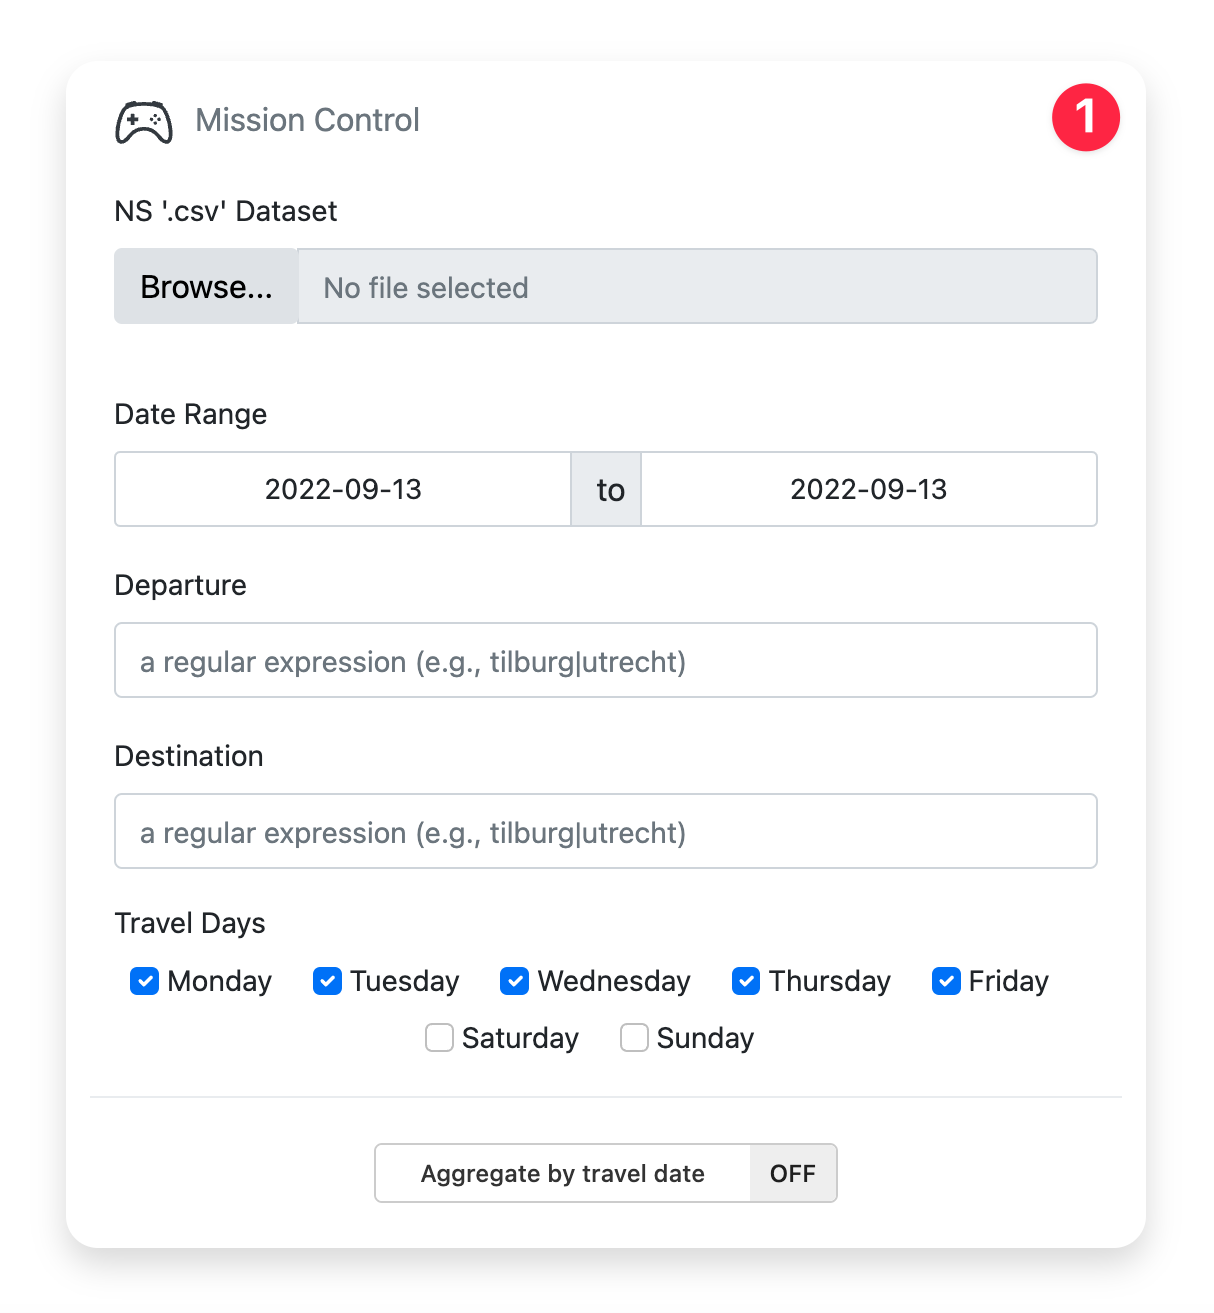 Mission Control
1
NS '.csv' Dataset
Browse... No file selected
Date Range
2022-09-13 to 2022-09-13
Departure
a regular expression (e.g., tilburg|utrecht)
Destination
a regular expression (e.g., tilburg|utrecht)
Travel Days
Monday Tuesday Wednesday Thursday Friday
Saturday Sunday
Aggregate by travel date OFF